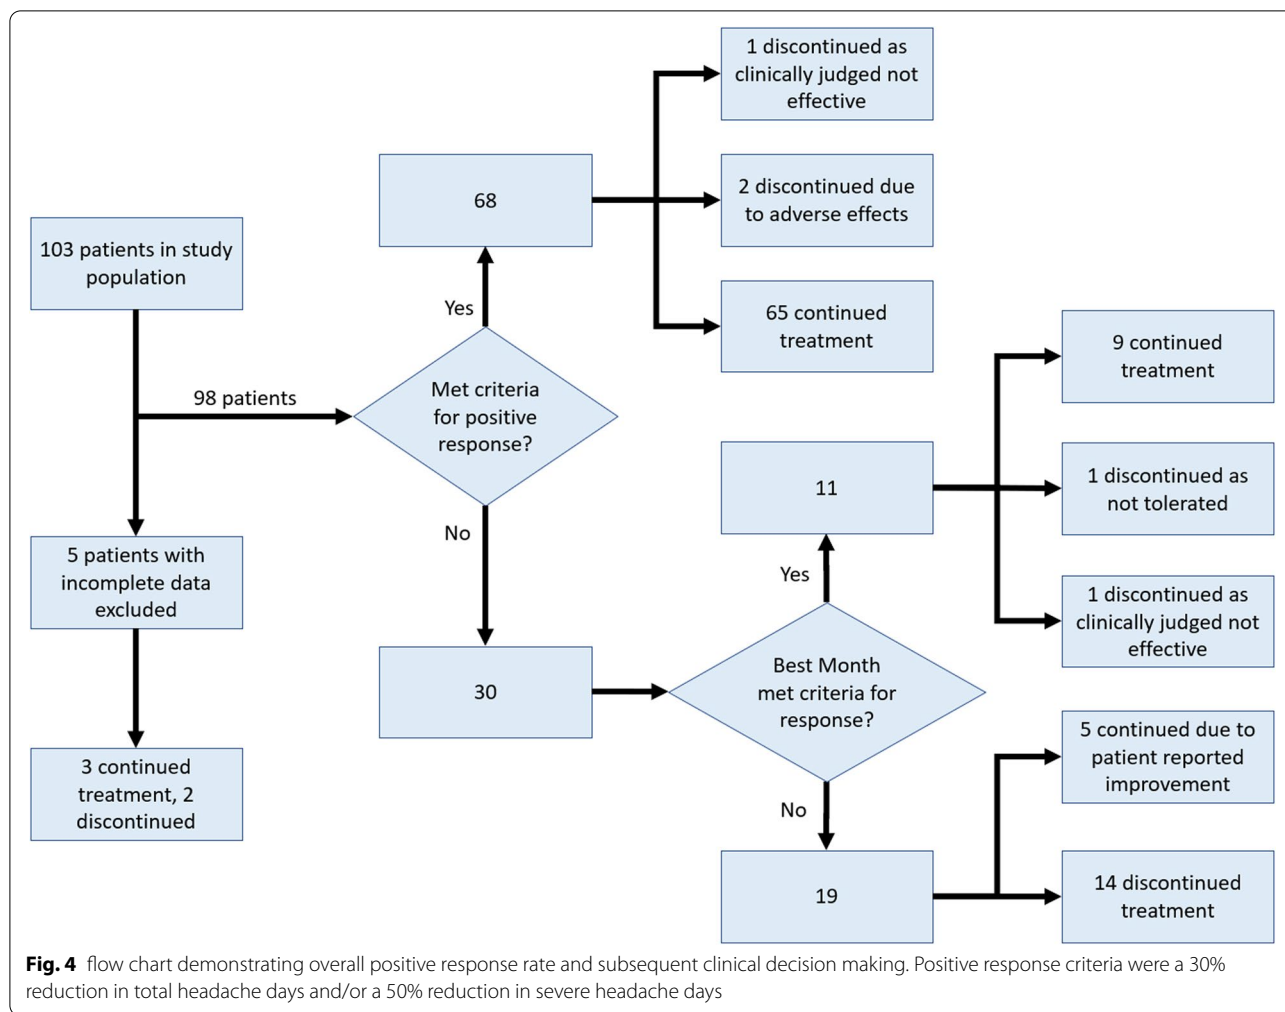 103 patients in study
population
98 patients
5 patients with
incomplete data
excluded
3 continued
treatment, 2
discontinued
Met criteria
for positive
response?
Yes
68
1 discontinued as
clinically judged not
effective
2 discontinued due
to adverse effects
65 continued
treatment
No
30
Best Month
met criteria for
response?
Yes
11
9 continued
treatment
1 discontinued as
not tolerated
1 discontinued as
clinically judged not
effective
No
19
5 continued due to
patient reported
improvement
14 discontinued
treatment
Fig. 4 flow chart demonstrating overall positive response rate and subsequent clinical decision making. Positive response criteria were a 30%
reduction in total headache days and/or a 50% reduction in severe headache days